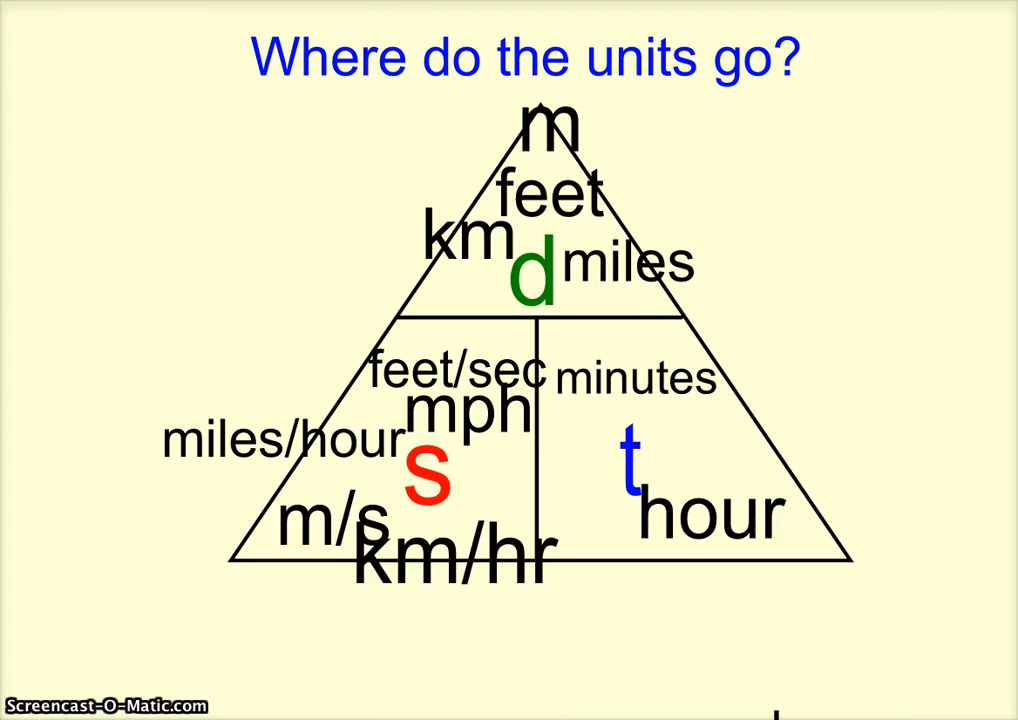 Where do the units go?
m
feet
km
d
miles
feet/sec
minutes
mph
miles/hour
s
t
m/s
hour
km/hr
Screencast-O-Matic.com